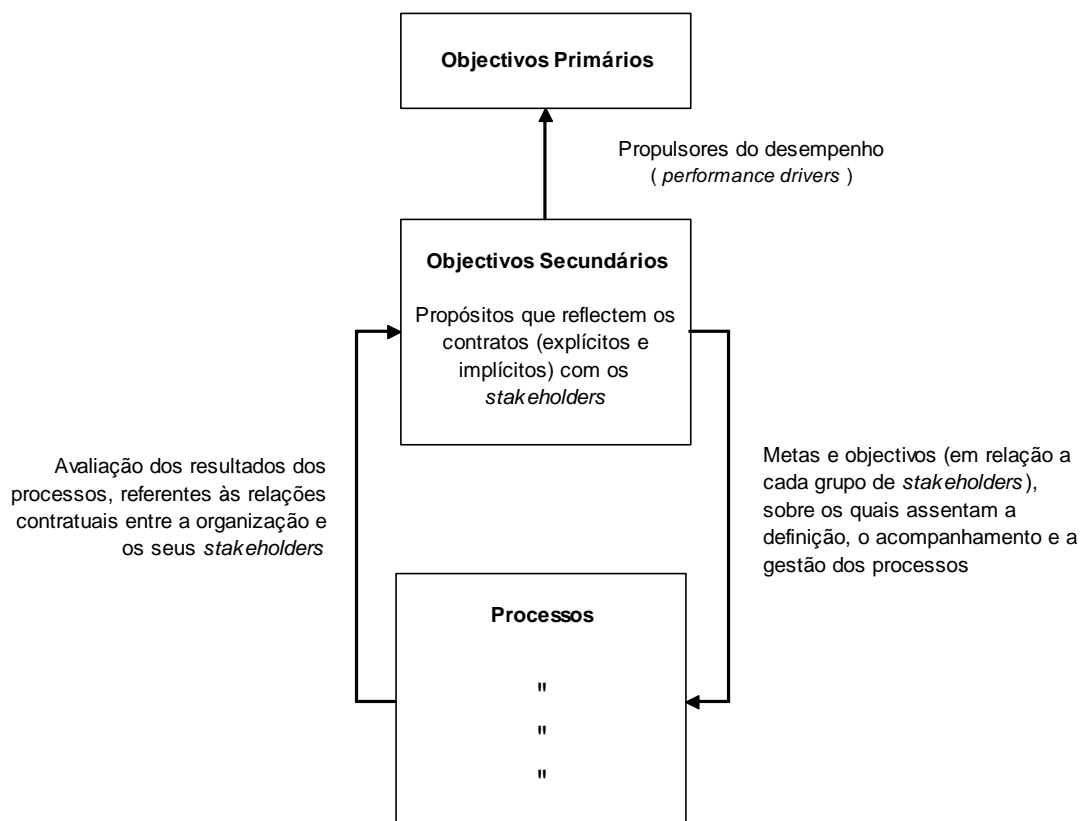 Objectivos Primários
Propulsores do desempenho
( performance drivers )
Objectivos Secundários
Propósitos que reflectem os
contratos (explícitos e
implícitos) com os
stakeholders
Avaliação dos resultados dos
processos, referentes às relações
contratuais entre a organização e
os seus stakeholders
Metas e objectivos (em relação a
cada grupo de stakeholders),
sobre os quais assentam a
definição, o acompanhamento e a
gestão dos processos
Processos
"
"
"